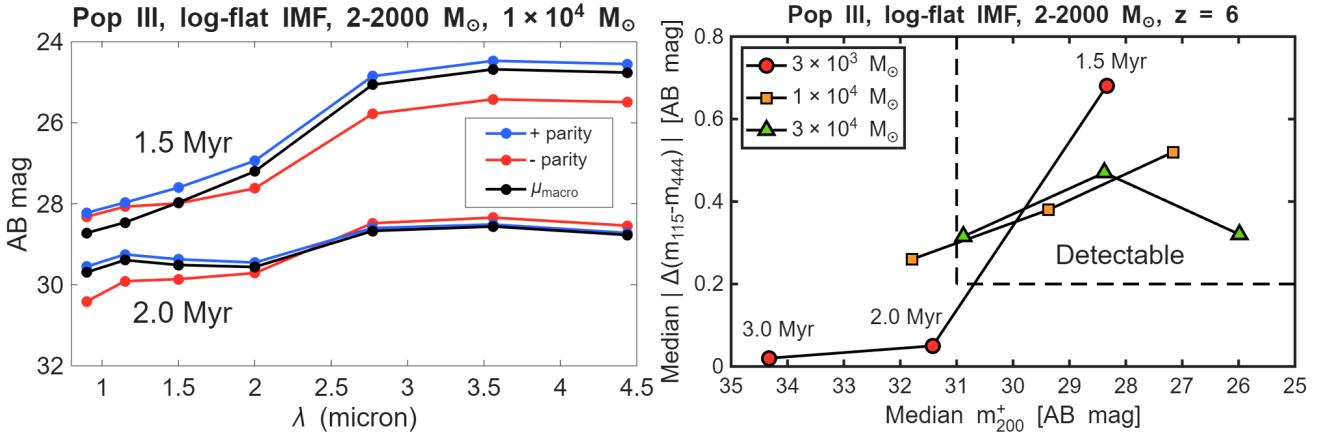 Pop III, log-flat IMF, 2-2000 M⊙, 1 × 10⁴ M⊙
24
26
28
30
32
AB mag
1.5 Myr
2.0 Myr
+ parity
- parity
μmacro
1
1.5
2
2.5
3
3.5
4
4.5
λ (micron)
Pop III, log-flat IMF, 2-2000 M⊙, z = 6
0.8
0.6
0.4
0.2
0
Median | Δ(m115-m444) | [AB mag]
3 × 10³ M⊙
1 × 10⁴ M⊙
3 × 10⁴ M⊙
1.5 Myr
Detectable
2.0 Myr
3.0 Myr
35 34 33 32 31 30 29 28 27 26 25
Median m⁺200 [AB mag]